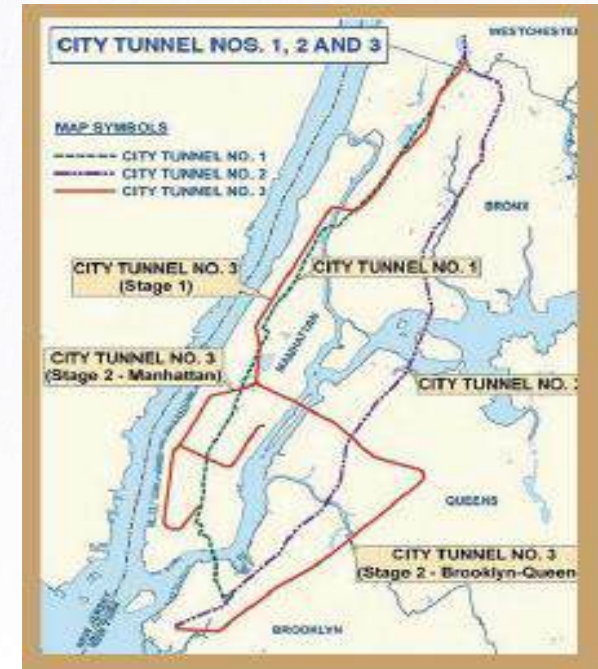 CITY TUNNEL NOS. 1, 2 AND 3
WESTCHESTER
MAP SYMBOLS
CITY TUNNEL NO. 1
CITY TUNNEL NO. 2
CITY TUNNEL NO. 3
BRONX
CITY TUNNEL NO. 3
(Stage 1)
CITY TUNNEL NO. 1
MANHATTAN
CITY TUNNEL NO. 3
(Stage 2 - Manhattan)
CITY TUNNEL NO.
QUEENS
CITY TUNNEL NO. 3
(Stage 2 - Brooklyn-Queen
BROOKLYN